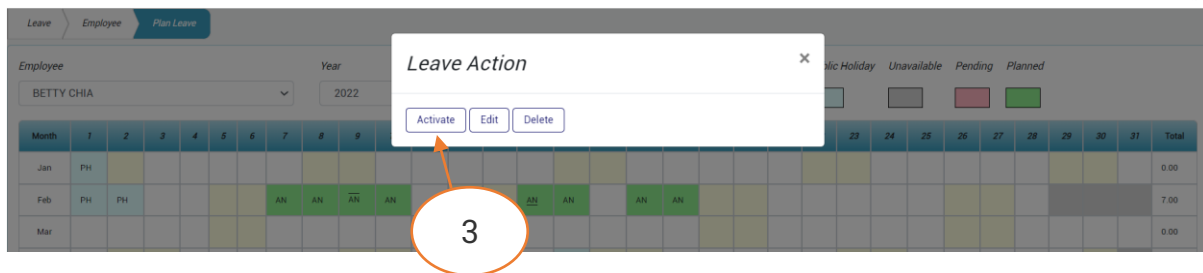 Leave Employee Plan Leave
Leave Action ×
Employee Year blic Holiday Unavailable Pending Planned
BETTY CHIA 2022
Activate Edit Delete
Month 1 2 3 4 5 6 7 8 9 23 24 25 26 27 28 29 30 31 Total
Jan PH 0.00
Feb PH PH AN AN AN AN AN AN AN AN 7.00
Mar 0.00
3